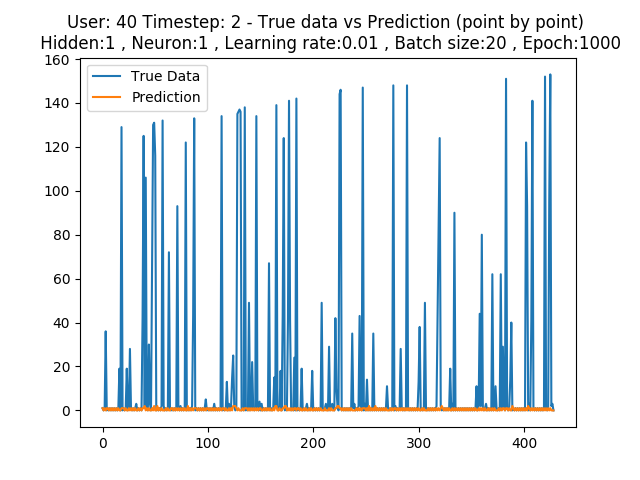 User: 40 Timestep: 2 - True data vs Prediction (point by point)
Hidden:1 , Neuron:1 , Learning rate:0.01 , Batch size:20 , Epoch:1000
True Data
Prediction
160
140
120
100
80
60
40
20
0
0 100 200 300 400